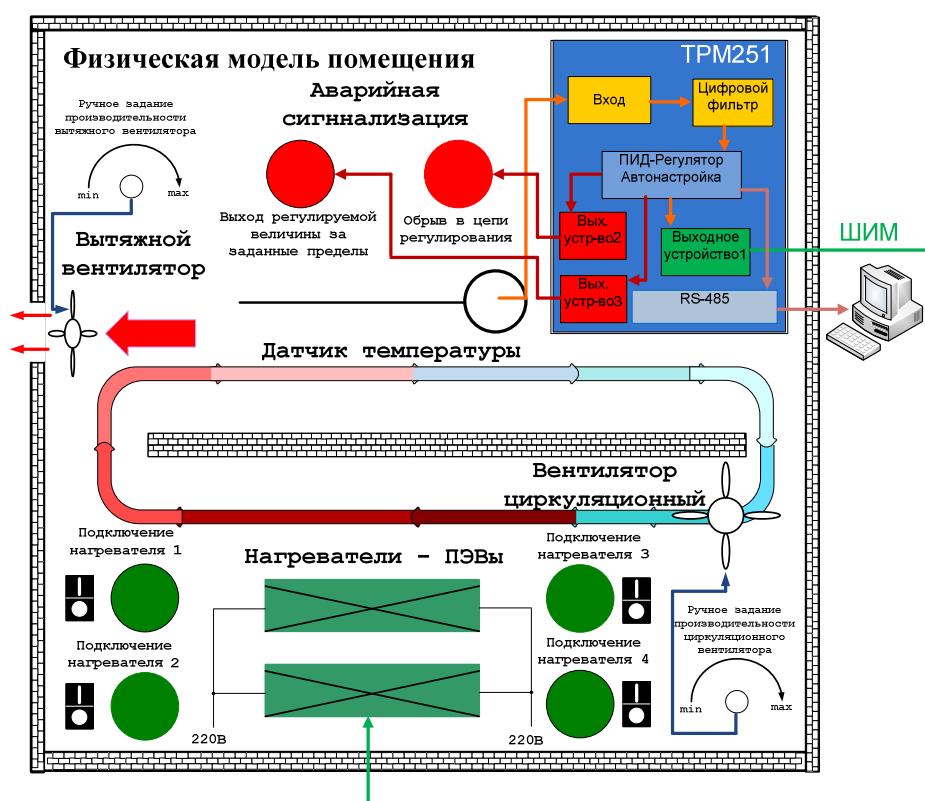 Физическая модель помещения
Ручное задание
производительности
вытяжного вентилятора
min
max
Вытяжной
вентилятор
Аварийная
сигннализация
Выход регулируемой
величины за
заданные пределы
Обрыв в цепи
регулирования
ТРМ251
Вход
Цифровой
фильтр
ПИД-Регулятор
Автонастройка
Вых.
устр-во2
Выходное
устройство1
Вых.
устр-во3
RS-485
ШИМ
Датчик температуры
Вентилятор
циркуляционный
Подключение
нагревателя 1
Нагреватели - ПЭВы
Подключение
нагревателя 3
Подключение
нагревателя 2
Подключение
нагревателя 4
220В
220В
Ручное задание
производительности
циркуляционного
вентилятора
min
max